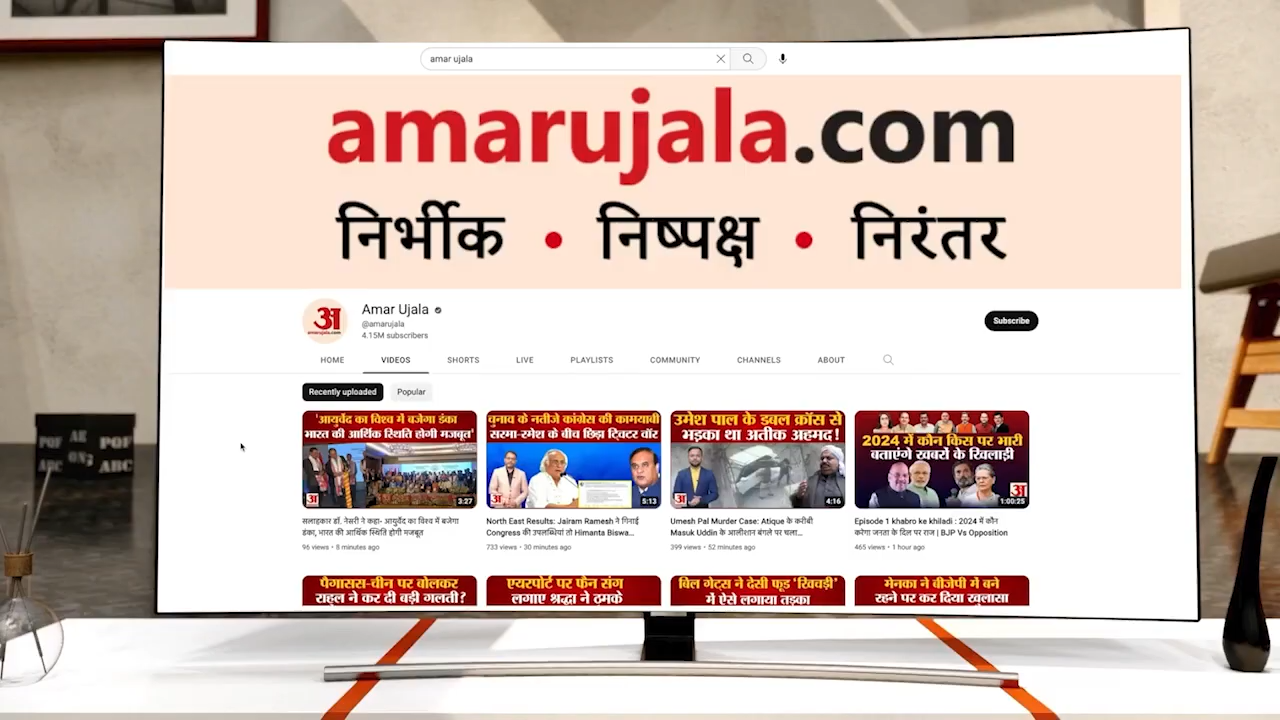 amar ujala
amarujala.com
निर्भीक • निष्पक्ष • निरंतर
अ
amarujala.com
Amar Ujala
@amarujala
4.15M subscribers
Subscribe
HOME VIDEOS SHORTS LIVE PLAYLISTS COMMUNITY CHANNELS ABOUT
Recently uploaded Popular
'आयुर्वेद का विश्व में बजेगा डंका
भारत की आर्थिक स्थिति होगी मजबूत'
अ
3:27
सलाहकार डॉ. नेसरी ने कहा- आयुर्वेद का विश्व में बजेगा
डंका, भारत की आर्थिक स्थिति होगी मजबूत
96 views • 8 minutes ago
चुनाव के नतीजे कांग्रेस की कामयाबी
सरमा-रमेश के बीच छिड़ा ट्विटर वॉर
अ
5:13
North East Results: Jairam Ramesh ने गिनाई
Congress की उपलब्धियां तो Himanta Biswa...
733 views • 30 minutes ago
उमेश पाल के डबल क्रॉस से
भड़का था अतीक अहमद!
अ
4:16
Umesh Pal Murder Case: Atique के करीबी
Masuk Uddin के आलीशान बंगले पर चला...
399 views • 52 minutes ago
2024 में कौन किस पर भारी
बताएंगे खबरों के खिलाड़ी
अ
1:00:25
Episode 1 khabro ke khiladi : 2024 में कौन
करेगा जनता के दिल पर राज | BJP Vs Opposition
465 views • 1 hour ago
पैगासस-चीन पर बोलकर
राहुल ने कर दी बड़ी गलती?
एयरपोर्ट पर फैन संग
लगाए श्रद्धा ने ठुमके
बिल गेट्स ने देसी फूड 'खिचड़ी'
में ऐसे लगाया तड़का
मेनका ने बीजेपी में बने
रहने पर कर दिया खुलासा
ABC